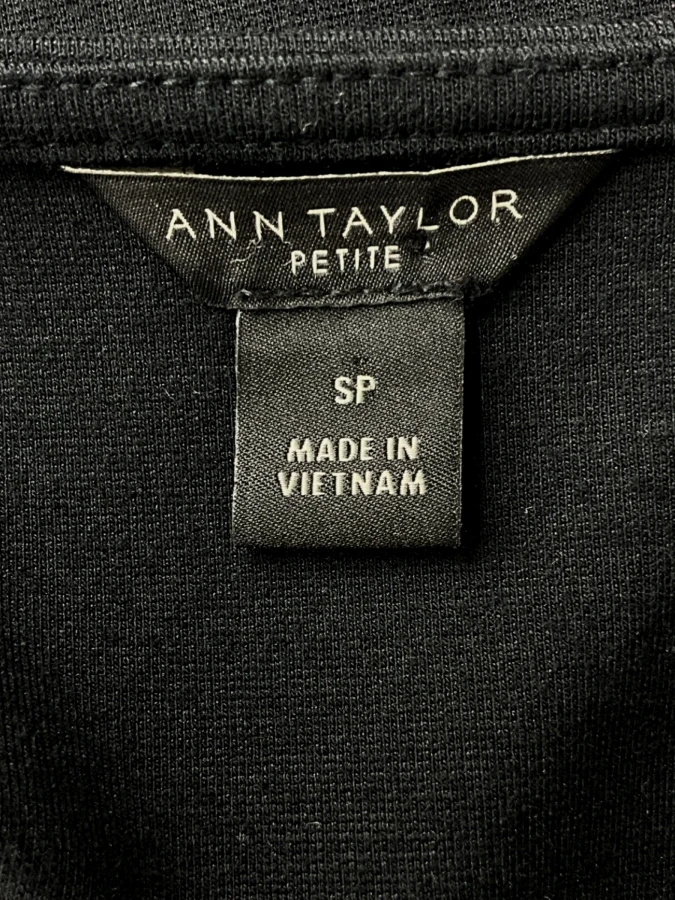 ANN TAYLOR
PETITE
SP
MADE IN
VIETNAM